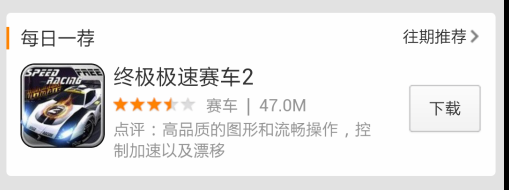 每日一荐
往期推荐
SPEED FREE
RACING
终极极速赛车2
赛车 | 47.0M
下载
点评：高品质的图形和流畅操作，控
制加速以及漂移